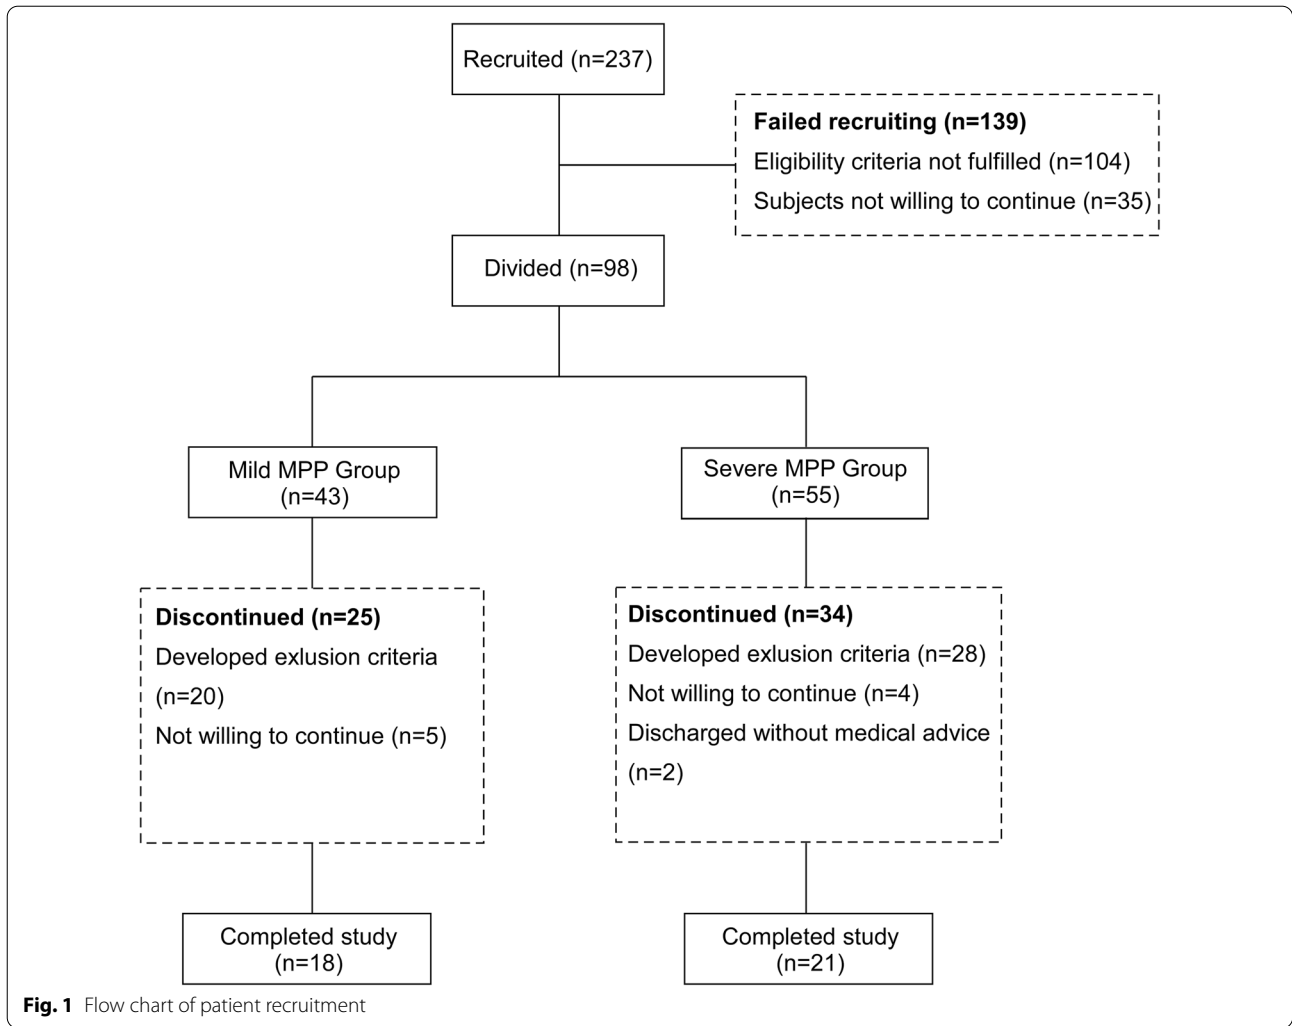 Recruited (n=237)
Failed recruiting (n=139)
Eligibility criteria not fulfilled (n=104)
Subjects not willing to continue (n=35)
Divided (n=98)
Mild MPP Group
(n=43)
Severe MPP Group
(n=55)
Discontinued (n=25)
Developed exlusion criteria
(n=20)
Not willing to continue (n=5)
Discontinued (n=34)
Developed exlusion criteria (n=28)
Not willing to continue (n=4)
Discharged without medical advice
(n=2)
Completed study
(n=18)
Completed study
(n=21)
Fig. 1 Flow chart of patient recruitment